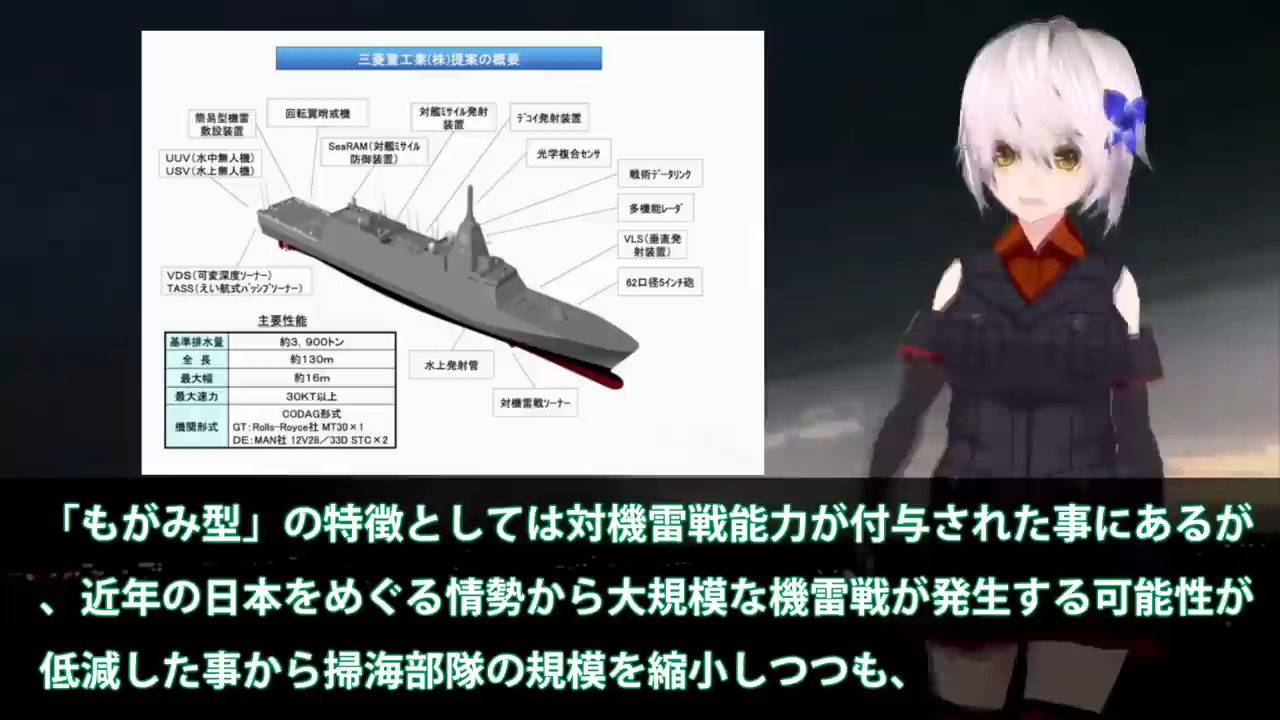 三菱重工業(株)提案の概要
簡易型機雷
敷設装置
回転翼哨戒機
対艦ミサイル発射
装置
デコイ発射装置
UUV(水中無人機)
USV(水上無人機)
SeaRAM(対艦ミサイル
防御装置)
光学複合センサ
戦術データリンク
多機能レーダ
VLS(垂直発
射装置)
62口径5インチ砲
VDS(可変深度ソーナー)
TASS(えい航式パッシブソーナー)
水上発射管
対機雷戦ソーナー
主要性能
基準排水量 約3,900トン
全 長 約130m
最大幅 約16m
最大速力 30KT以上
機関形式 CODAG形式
GT:Rolls-Royce社 MT30×1
DE:MAN社 12V28/33D STC×2
「もがみ型」の特徴としては対機雷戦能力が付与された事にあるが
、近年の日本をめぐる情勢から大規模な機雷戦が発生する可能性が
低減した事から掃海部隊の規模を縮小しつつも、